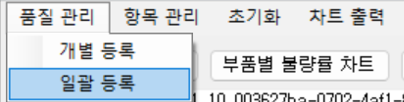 품질 관리 항목 관리 초기화 차트 출력
개별 등록
부품별 불량률 차트
일괄 등록